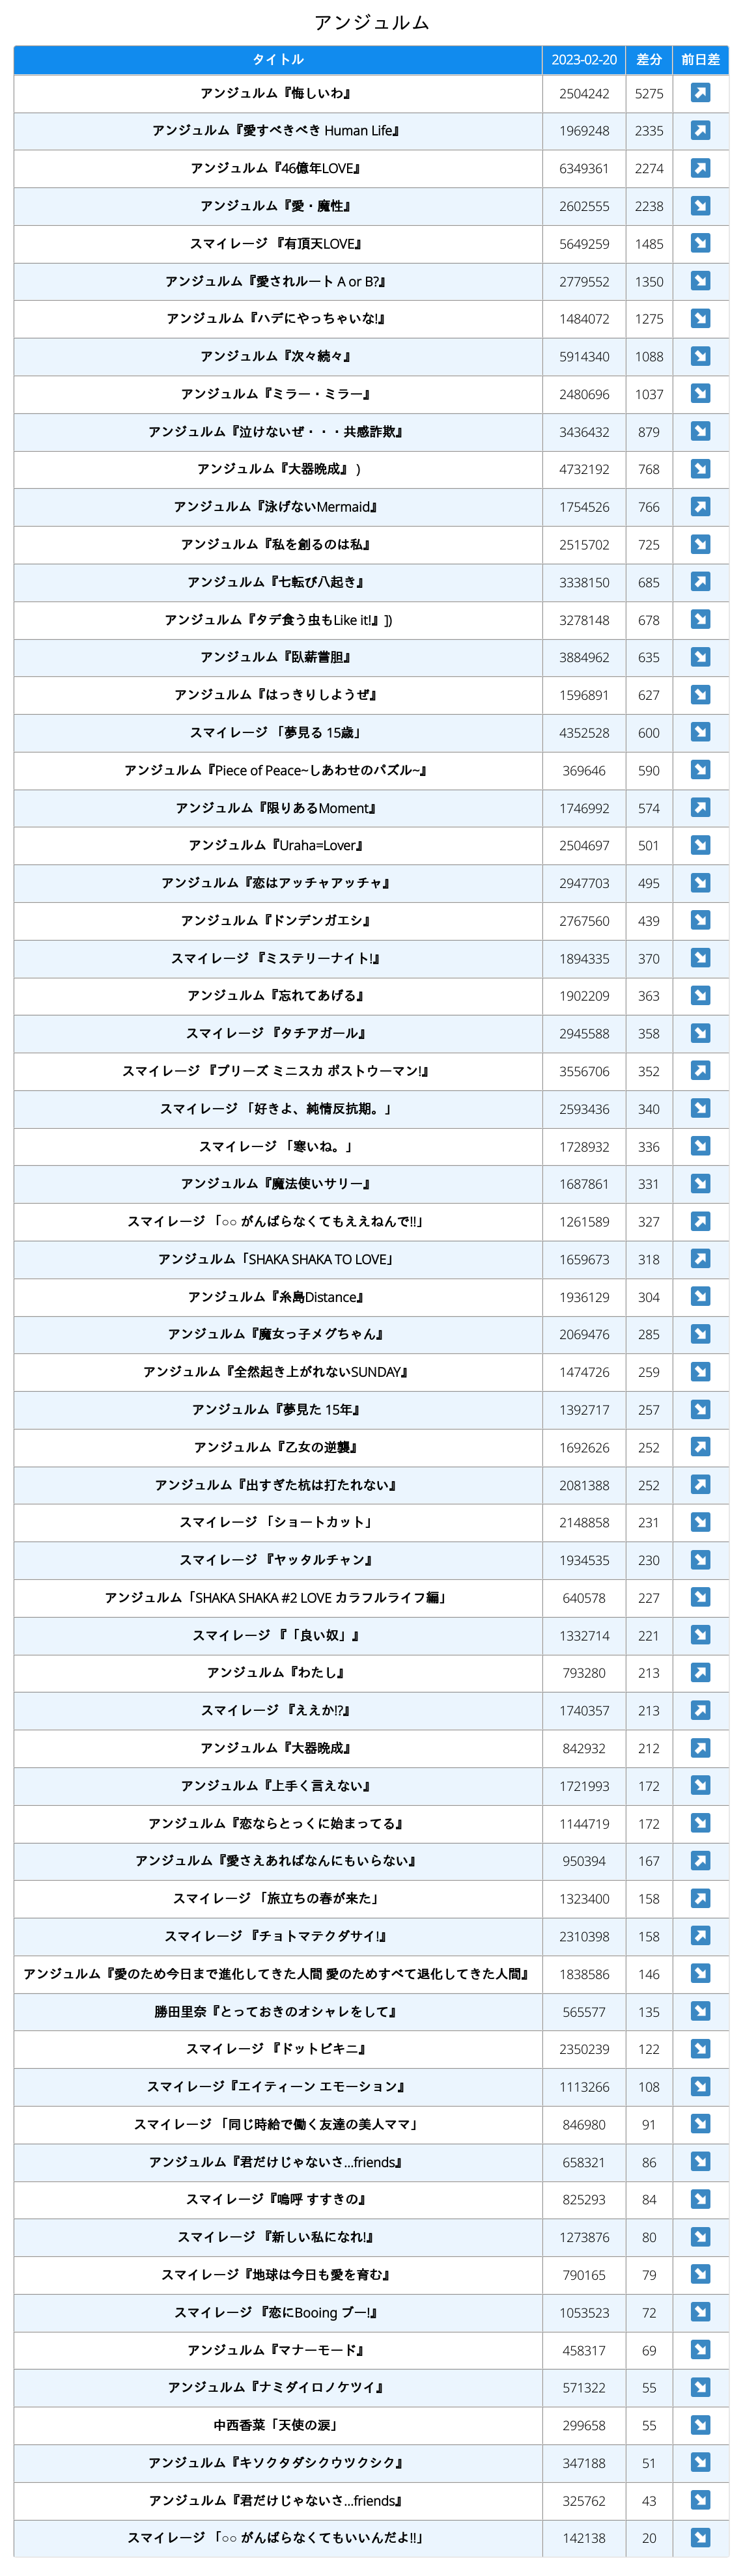 アンジュルム
タイトル 2023-02-20 差分 前日差
アンジュルム『悔しいわ』 2504242 5275 ↗
アンジュルム『愛すべきべき Human Life』 1969248 2335 ↗
アンジュルム『46億年LOVE』 6349361 2274 ↗
アンジュルム『愛・魔性』 2602555 2238 ↘
スマイレージ 『有頂天LOVE』 5649259 1485 ↘
アンジュルム『愛されルート A or B?』 2779552 1350 ↘
アンジュルム『ハデにやっちゃいな!』 1484072 1275 ↘
アンジュルム『次々続々』 5914340 1088 ↘
アンジュルム『ミラー・ミラー』 2480696 1037 ↘
アンジュルム『泣けないぜ・・・共感詐欺』 3436432 879 ↘
アンジュルム『大器晩成』 ) 4732192 768 ↘
アンジュルム『泳げないMermaid』 1754526 766 ↗
アンジュルム『私を創るのは私』 2515702 725 ↘
アンジュルム『七転び八起き』 3338150 685 ↗
アンジュルム『タデ食う虫もLike it!』]) 3278148 678 ↘
アンジュルム『臥薪嘗胆』 3884962 635 ↘
アンジュルム『はっきりしようぜ』 1596891 627 ↘
スマイレージ 「夢見る 15歳」 4352528 600 ↘
アンジュルム『Piece of Peace~しあわせのパズル~』 369646 590 ↘
アンジュルム『限りあるMoment』 1746992 574 ↗
アンジュルム『Uraha=Lover』 2504697 501 ↘
アンジュルム『恋はアッチャアッチャ』 2947703 495 ↘
アンジュルム『ドンデンガエシ』 2767560 439 ↘
スマイレージ 『ミステリーナイト!』 1894335 370 ↘
アンジュルム『忘れてあげる』 1902209 363 ↘
スマイレージ 『タチアガール』 2945588 358 ↘
スマイレージ 『プリーズ ミニスカ ポストウーマン!』 3556706 352 ↗
スマイレージ 「好きよ、純情反抗期。」 2593436 340 ↘
スマイレージ 「寒いね。」 1728932 336 ↘
アンジュルム『魔法使いサリー』 1687861 331 ↘
スマイレージ 「○○ がんばらなくてもええねんで!!」 1261589 327 ↗
アンジュルム「SHAKA SHAKA TO LOVE」 1659673 318 ↗
アンジュルム『糸島Distance』 1936129 304 ↘
アンジュルム『魔女っ子メグちゃん』 2069476 285 ↘
アンジュルム『全然起き上がれないSUNDAY』 1474726 259 ↘
アンジュルム『夢見た 15年』 1392717 257 ↘
アンジュルム『乙女の逆襲』 1692626 252 ↗
アンジュルム『出すぎた杭は打たれない』 2081388 252 ↗
スマイレージ 「ショートカット」 2148858 231 ↘
スマイレージ 『ヤッタルチャン』 1934535 230 ↘
アンジュルム「SHAKA SHAKA #2 LOVE カラフルライフ編」 640578 227 ↘
スマイレージ 『「良い奴」』 1332714 221 ↘
アンジュルム『わたし』 793280 213 ↗
スマイレージ 『ええか!?』 1740357 213 ↗
アンジュルム『大器晩成』 842932 212 ↗
アンジュルム『上手く言えない』 1721993 172 ↘
アンジュルム『恋ならとっくに始まってる』 1144719 172 ↘
アンジュルム『愛さえあればなんにもいらない』 950394 167 ↗
スマイレージ 「旅立ちの春が来た」 1323400 158 ↗
スマイレージ 『チョトマテクダサイ!』 2310398 158 ↗
アンジュルム『愛のため今日まで進化してきた人間 愛のためすべて退化してきた人間』 1838586 146 ↘
勝田里奈『とっておきのオシャレをして』 565577 135 ↘
スマイレージ 『ドットビキニ』 2350239 122 ↘
スマイレージ『エイティーン エモーション』 1113266 108 ↘
スマイレージ 「同じ時給で働く友達の美人ママ」 846980 91 ↘
アンジュルム『君だけじゃないさ...friends』 658321 86 ↘
スマイレージ『嗚呼 すすきの』 825293 84 ↘
スマイレージ 『新しい私になれ!』 1273876 80 ↘
スマイレージ『地球は今日も愛を育む』 790165 79 ↘
スマイレージ 『恋にBooing ブー!』 1053523 72 ↘
アンジュルム『マナーモード』 458317 69 ↘
アンジュルム『ナミダイロノケツイ』 571322 55 ↘
中西香菜「天使の涙」 299658 55 ↘
アンジュルム『キソクタダシクウツクシク』 347188 51 ↘
アンジュルム『君だけじゃないさ...friends』 325762 43 ↘
スマイレージ 「○○ がんばらなくてもいいんだよ!!」 142138 20 ↘